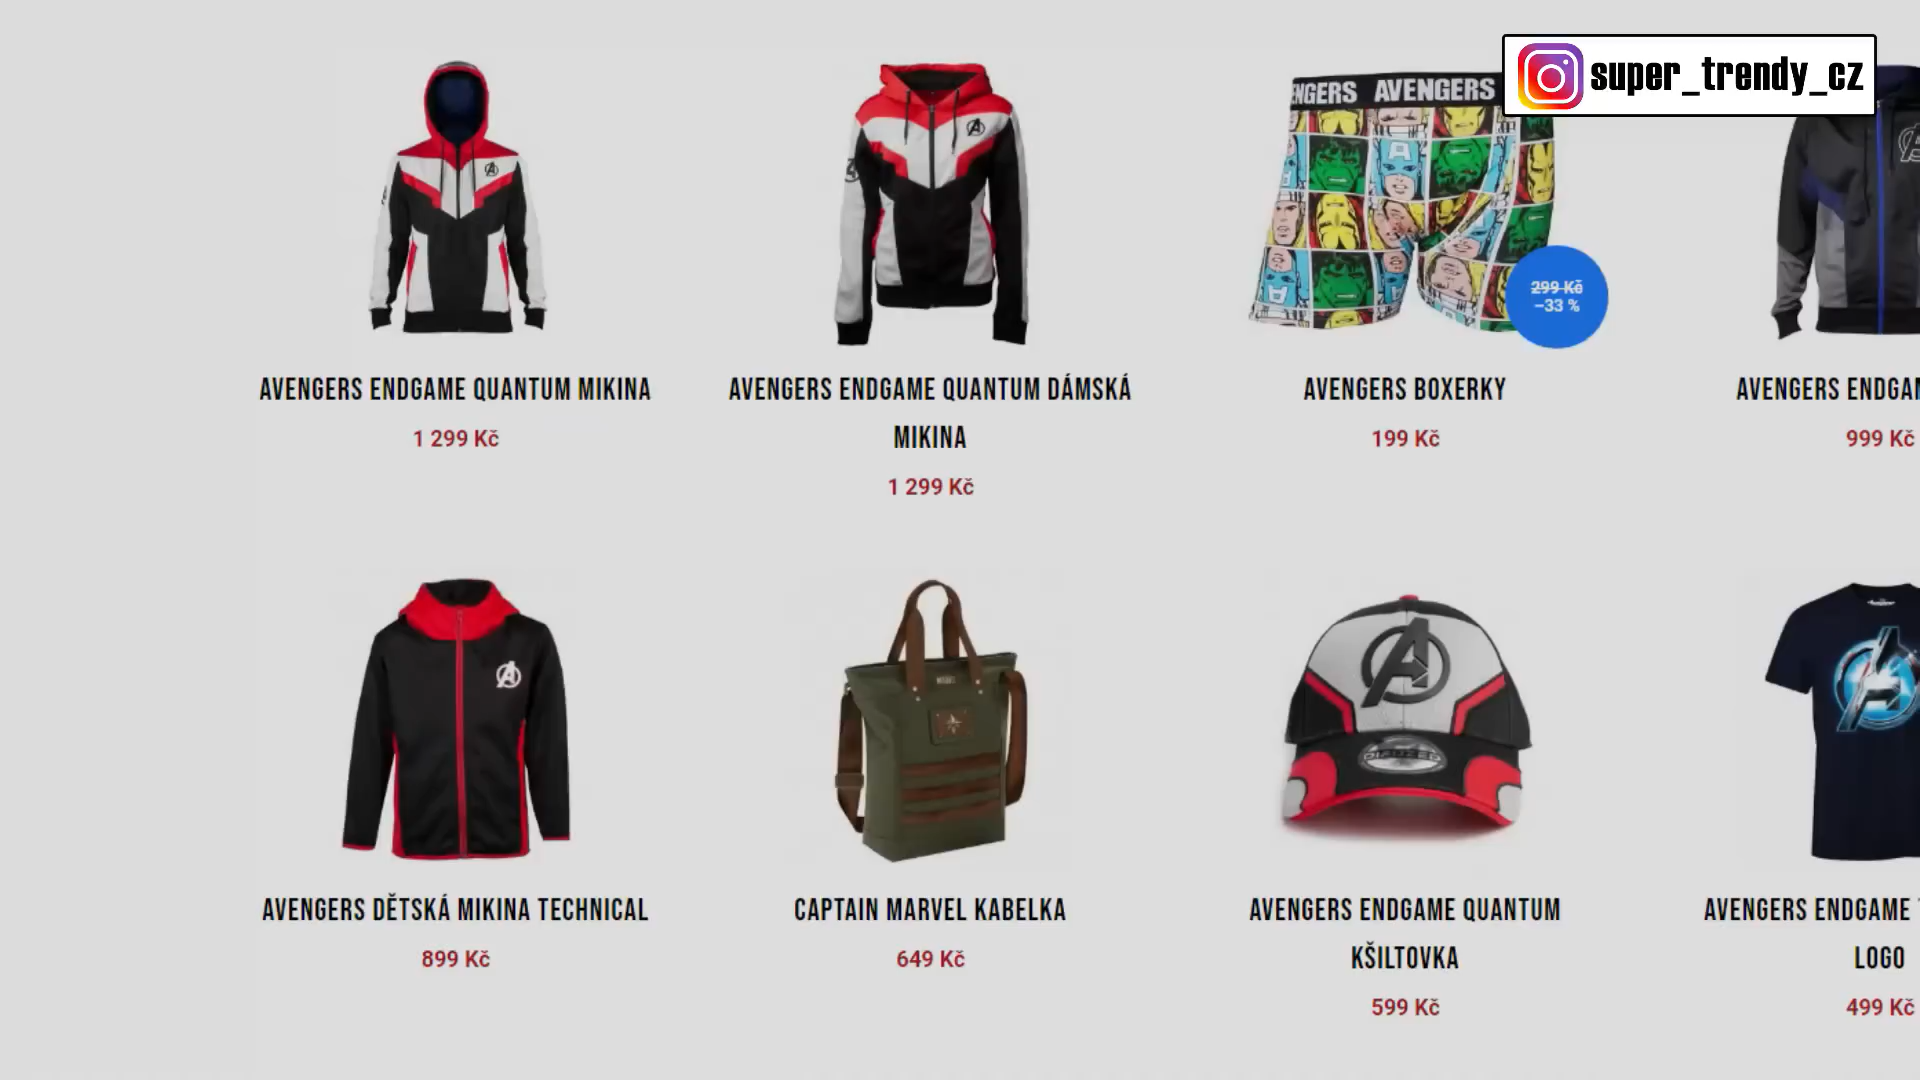 super_trendy_cz
ENGERS AVENGERS
299 Kč
–33 %
AVENGERS ENDGAME QUANTUM MIKINA
1 299 Kč
AVENGERS ENDGAME QUANTUM DÁMSKÁ
MIKINA
1 299 Kč
AVENGERS BOXERKY
199 Kč
AVENGERS ENDGA
999 Kč
AVENGERS DĚTSKÁ MIKINA TECHNICAL
899 Kč
CAPTAIN MARVEL KABELKA
649 Kč
AVENGERS ENDGAME QUANTUM
KŠILTOVKA
599 Kč
AVENGERS ENDGAME
LOGO
499 Kč